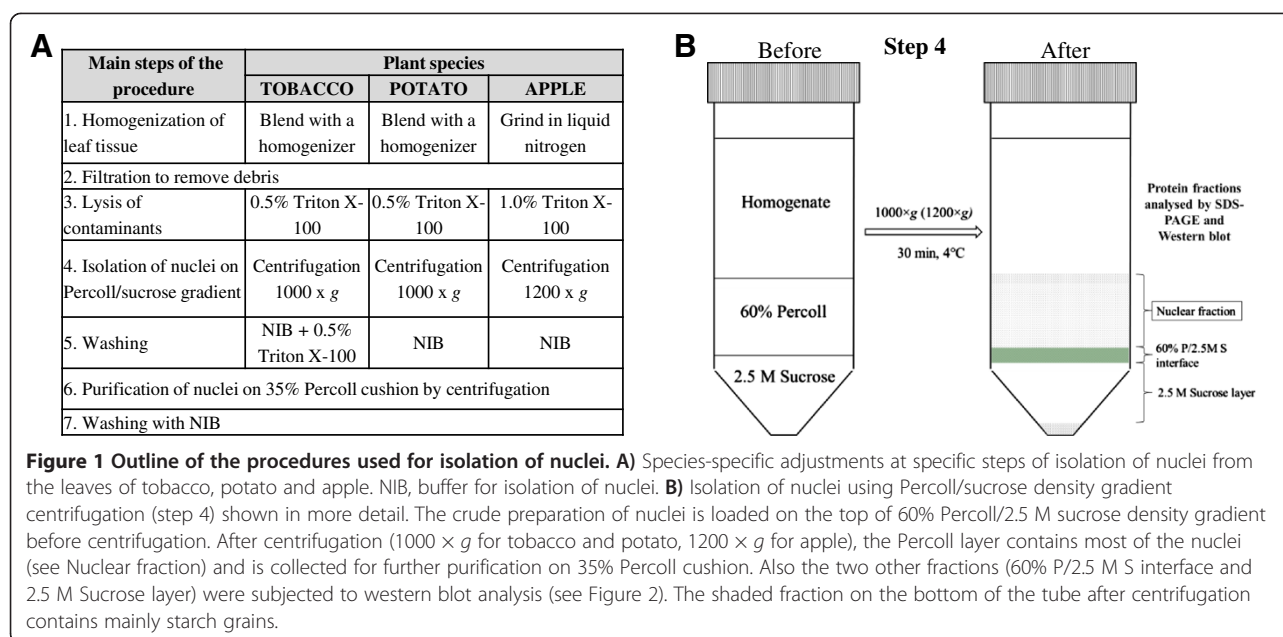 A
Main steps of the procedure
Plant species
TOBACCO
POTATO
APPLE
1. Homogenization of leaf tissue
Blend with a homogenizer
Blend with a homogenizer
Grind in liquid nitrogen
2. Filtration to remove debris
3. Lysis of contaminants
0.5% Triton X-100
0.5% Triton X-100
1.0% Triton X-100
4. Isolation of nuclei on Percoll/sucrose gradient
Centrifugation 1000 x g
Centrifugation 1000 x g
Centrifugation 1200 x g
5. Washing
NIB + 0.5% Triton X-100
NIB
NIB
6. Purification of nuclei on 35% Percoll cushion by centrifugation
7. Washing with NIB
B
Before
Step 4
After
Homogenate
60% Percoll
2.5 M Sucrose
1000×g (1200×g)
30 min, 4°C
Protein fractions
analysed by SDS-
PAGE and
Western blot
Nuclear fraction
60% P/2.5M S
interface
2.5 M Sucrose layer
Figure 1 Outline of the procedures used for isolation of nuclei. A) Species-specific adjustments at specific steps of isolation of nuclei from
the leaves of tobacco, potato and apple. NIB, buffer for isolation of nuclei. B) Isolation of nuclei using Percoll/sucrose density gradient
centrifugation (step 4) shown in more detail. The crude preparation of nuclei is loaded on the top of 60% Percoll/2.5 M sucrose density gradient
before centrifugation. After centrifugation (1000 × g for tobacco and potato, 1200 × g for apple), the Percoll layer contains most of the nuclei
(see Nuclear fraction) and is collected for further purification on 35% Percoll cushion. Also the two other fractions (60% P/2.5 M S interface and
2.5 M Sucrose layer) were subjected to western blot analysis (see Figure 2). The shaded fraction on the bottom of the tube after centrifugation
contains mainly starch grains.